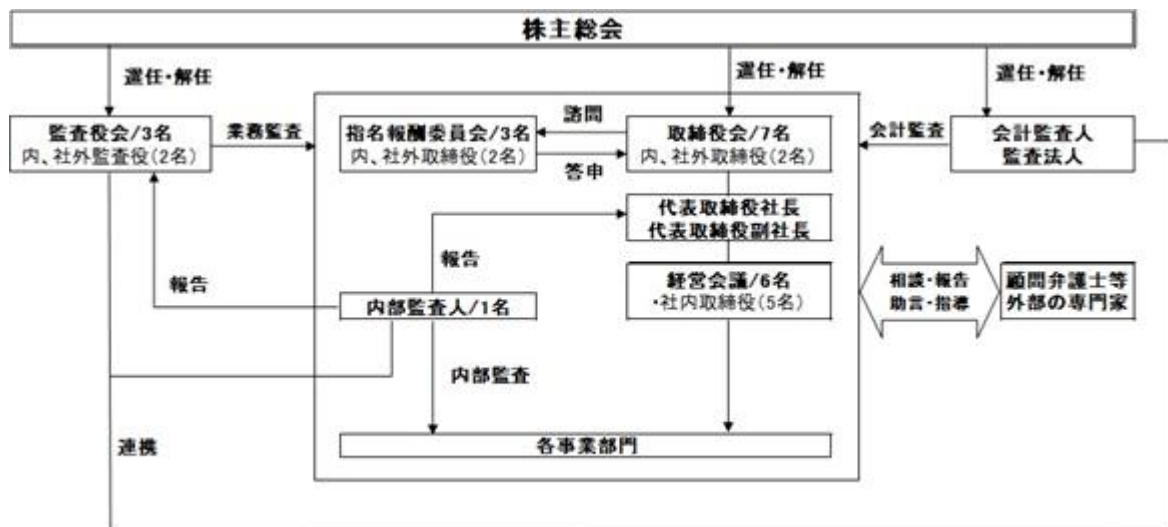 株主総会
選任・解任
選任・解任
選任・解任
監査役会/3名
内、社外監査役(2名)
業務監査
指名報酬委員会/3名
内、社外取締役(2名)
諮問
答申
取締役会/7名
内、社外取締役(2名)
会計監査
会計監査人
監査法人
代表取締役社長
代表取締役副社長
報告
報告
経営会議/6名
・社内取締役(5名)
相談・報告
助言・指導
顧問弁護士等
外部の専門家
内部監査人/1名
内部監査
連携
各事業部門